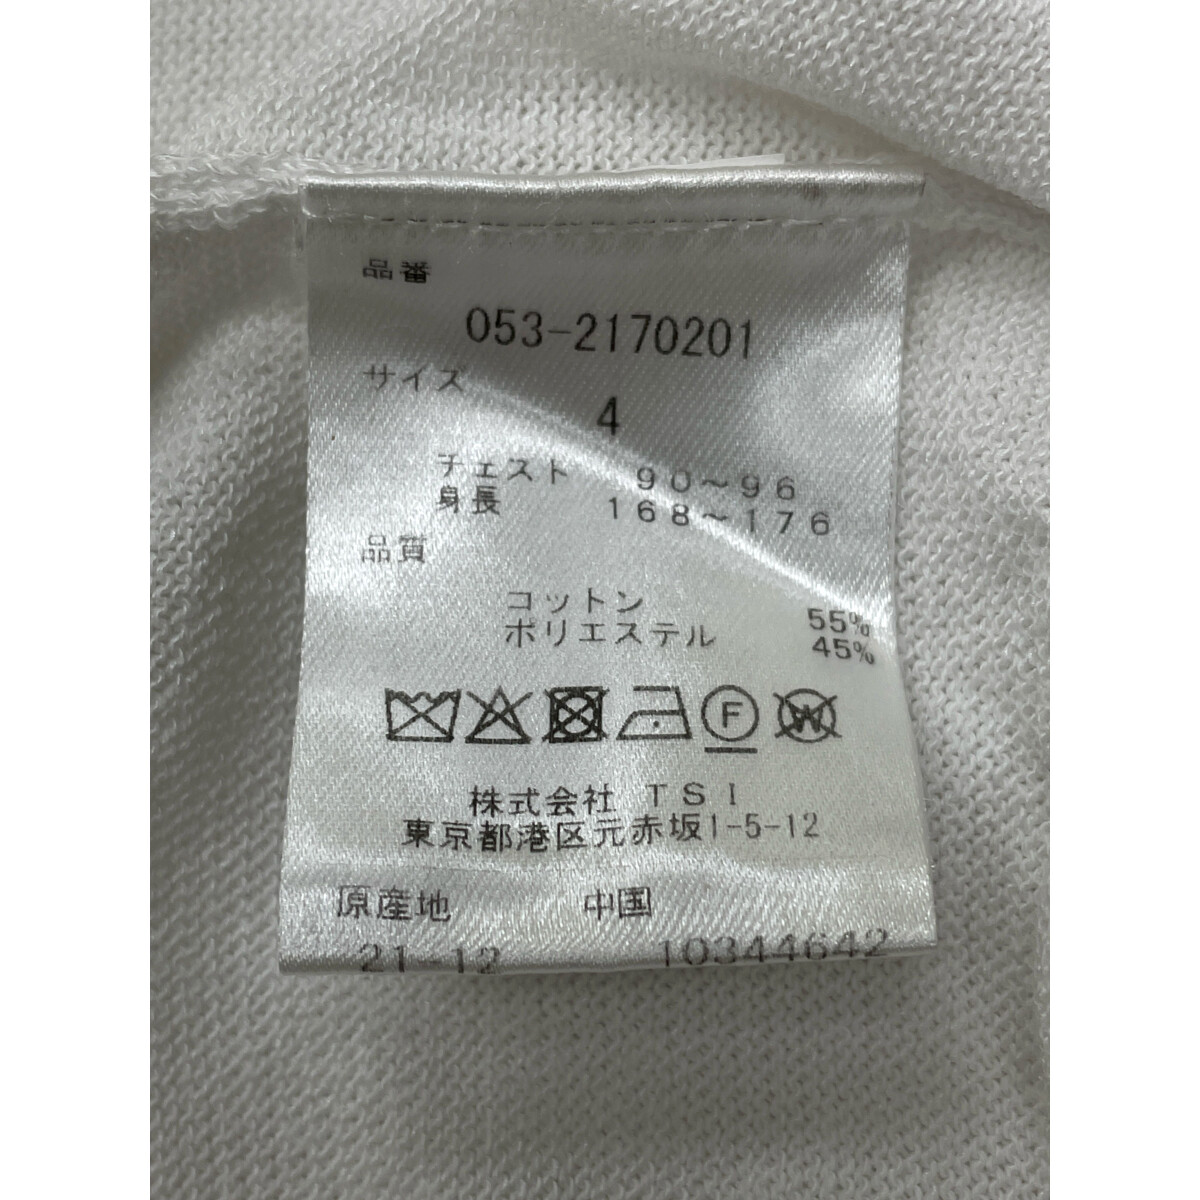 品番
053-2170201
サイズ
4
チェスト 90～96
身長 168～176
品質
コットン 55%
ポリエステル 45%
F W
株式会社 TSI
東京都港区元赤坂1-5-12
原産地 中国
21-12 10344642